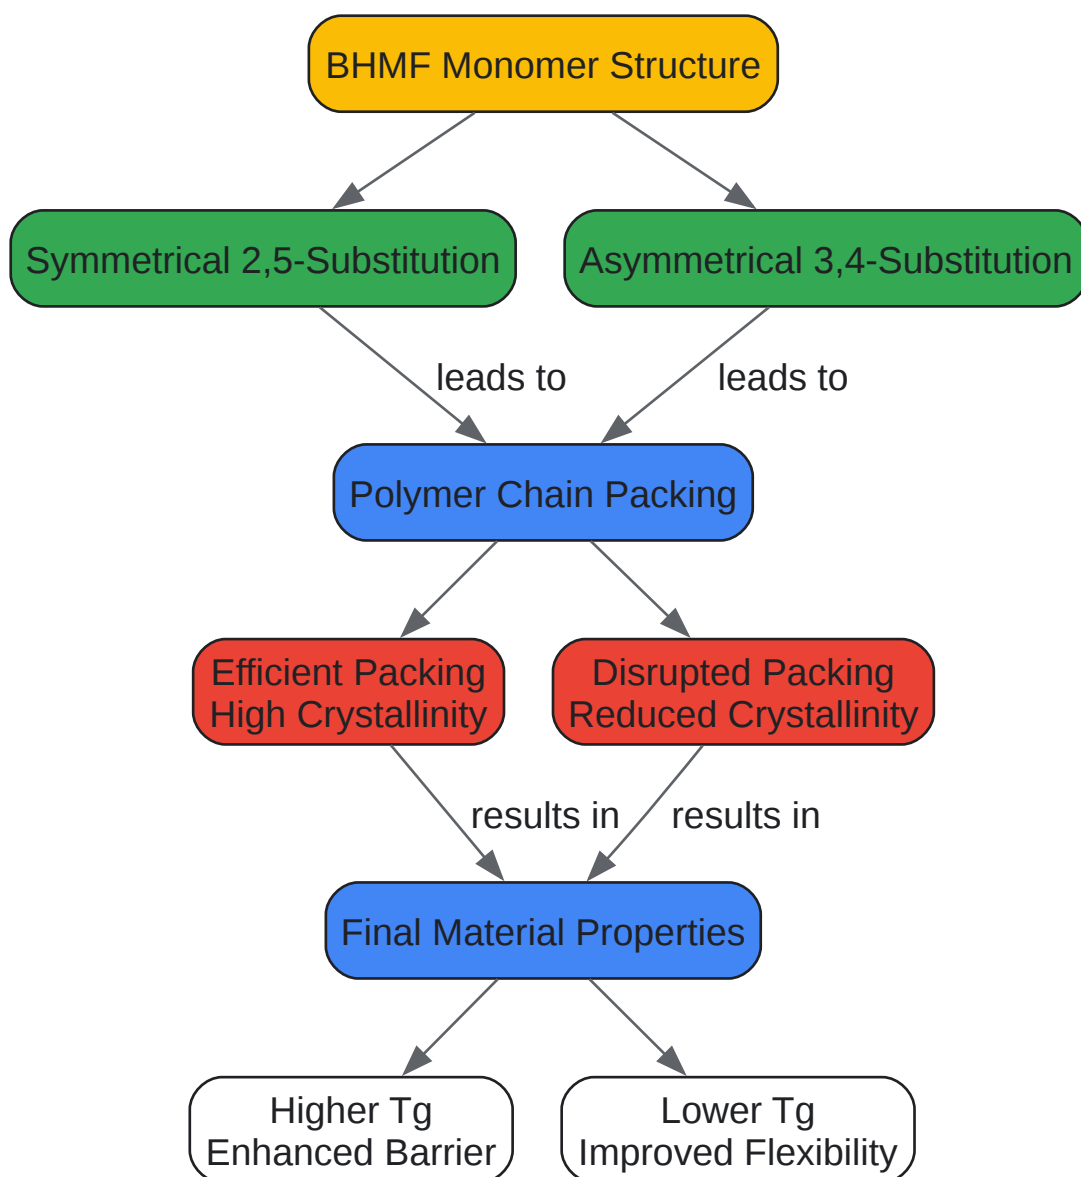 BHMF Monomer Structure
Symmetrical 2,5-Substitution
Asymmetrical 3,4-Substitution
leads to
leads to
Polymer Chain Packing
Efficient Packing
High Crystallinity
Disrupted Packing
Reduced Crystallinity
results in
results in
Final Material Properties
Higher Tg
Enhanced Barrier
Lower Tg
Improved Flexibility